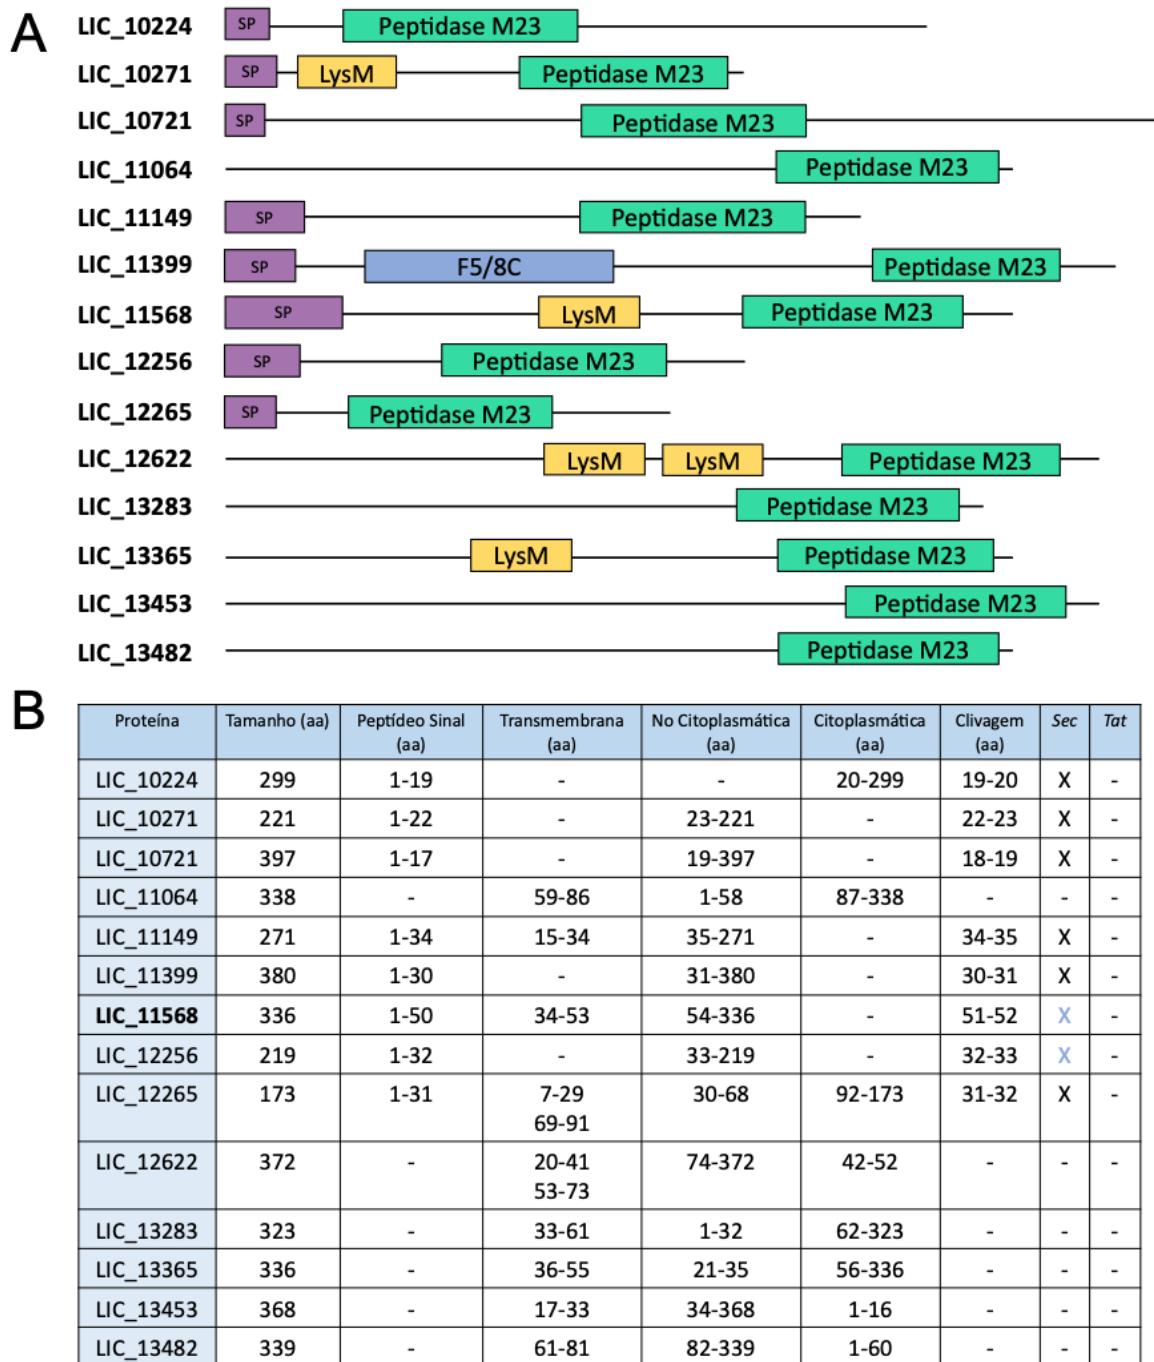 A
LIC_10224 SP Peptidase M23
LIC_10271 SP LysM Peptidase M23
LIC_10721 SP Peptidase M23
LIC_11064 Peptidase M23
LIC_11149 SP Peptidase M23
LIC_11399 SP F5/8C Peptidase M23
LIC_11568 SP LysM Peptidase M23
LIC_12256 SP Peptidase M23
LIC_12265 SP Peptidase M23
LIC_12622 LysM LysM Peptidase M23
LIC_13283 Peptidase M23
LIC_13365 LysM Peptidase M23
LIC_13453 Peptidase M23
LIC_13482 Peptidase M23
B
Proteína Tamanho (aa) Peptídeo Sinal (aa) Transmembrana (aa) No Citoplasmática (aa) Citoplasmática (aa) Clivagem (aa) Sec Tat
LIC_10224 299 1-19 - - 20-299 19-20 X -
LIC_10271 221 1-22 - 23-221 - 22-23 X -
LIC_10721 397 1-17 - 19-397 - 18-19 X -
LIC_11064 338 - 59-86 1-58 87-338 - - -
LIC_11149 271 1-34 15-34 35-271 - 34-35 X -
LIC_11399 380 1-30 - 31-380 - 30-31 X -
LIC_11568 336 1-50 34-53 54-336 - 51-52 X -
LIC_12256 219 1-32 - 33-219 - 32-33 X -
LIC_12265 173 1-31 7-29 30-68 92-173 31-32 X -
69-91
LIC_12622 372 - 20-41 74-372 42-52 - - -
53-73
LIC_13283 323 - 33-61 1-32 62-323 - - -
LIC_13365 336 - 36-55 21-35 56-336 - - -
LIC_13453 368 - 17-33 34-368 1-16 - - -
LIC_13482 339 - 61-81 82-339 1-60 - - -